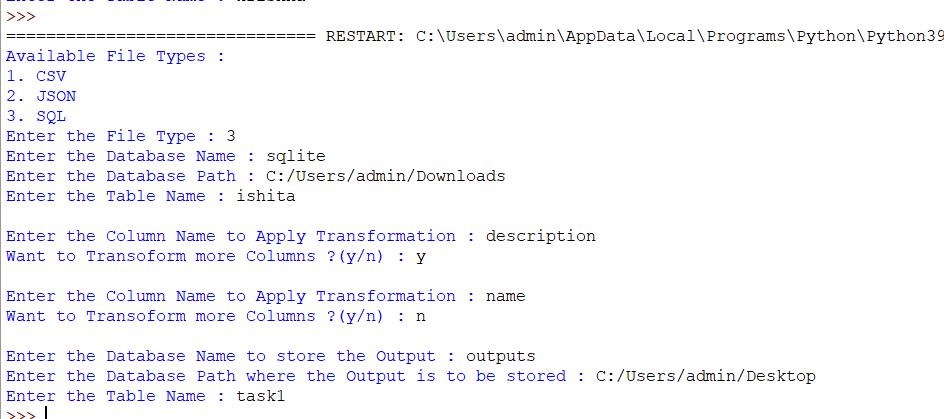 >>>
=============================== RESTART: C:\Users\admin\AppData\Local\Programs\Python\Python39
Available File Types :
1. CSV
2. JSON
3. SQL
Enter the File Type : 3
Enter the Database Name : sqlite
Enter the Database Path : C:/Users/admin/Downloads
Enter the Table Name : ishita
Enter the Column Name to Apply Transformation : description
Want to Transoform more Columns ?(y/n) : y
Enter the Column Name to Apply Transformation : name
Want to Transoform more Columns ?(y/n) : n
Enter the Database Name to store the Output : outputs
Enter the Database Path where the Output is to be stored : C:/Users/admin/Desktop
Enter the Table Name : task1
>>>